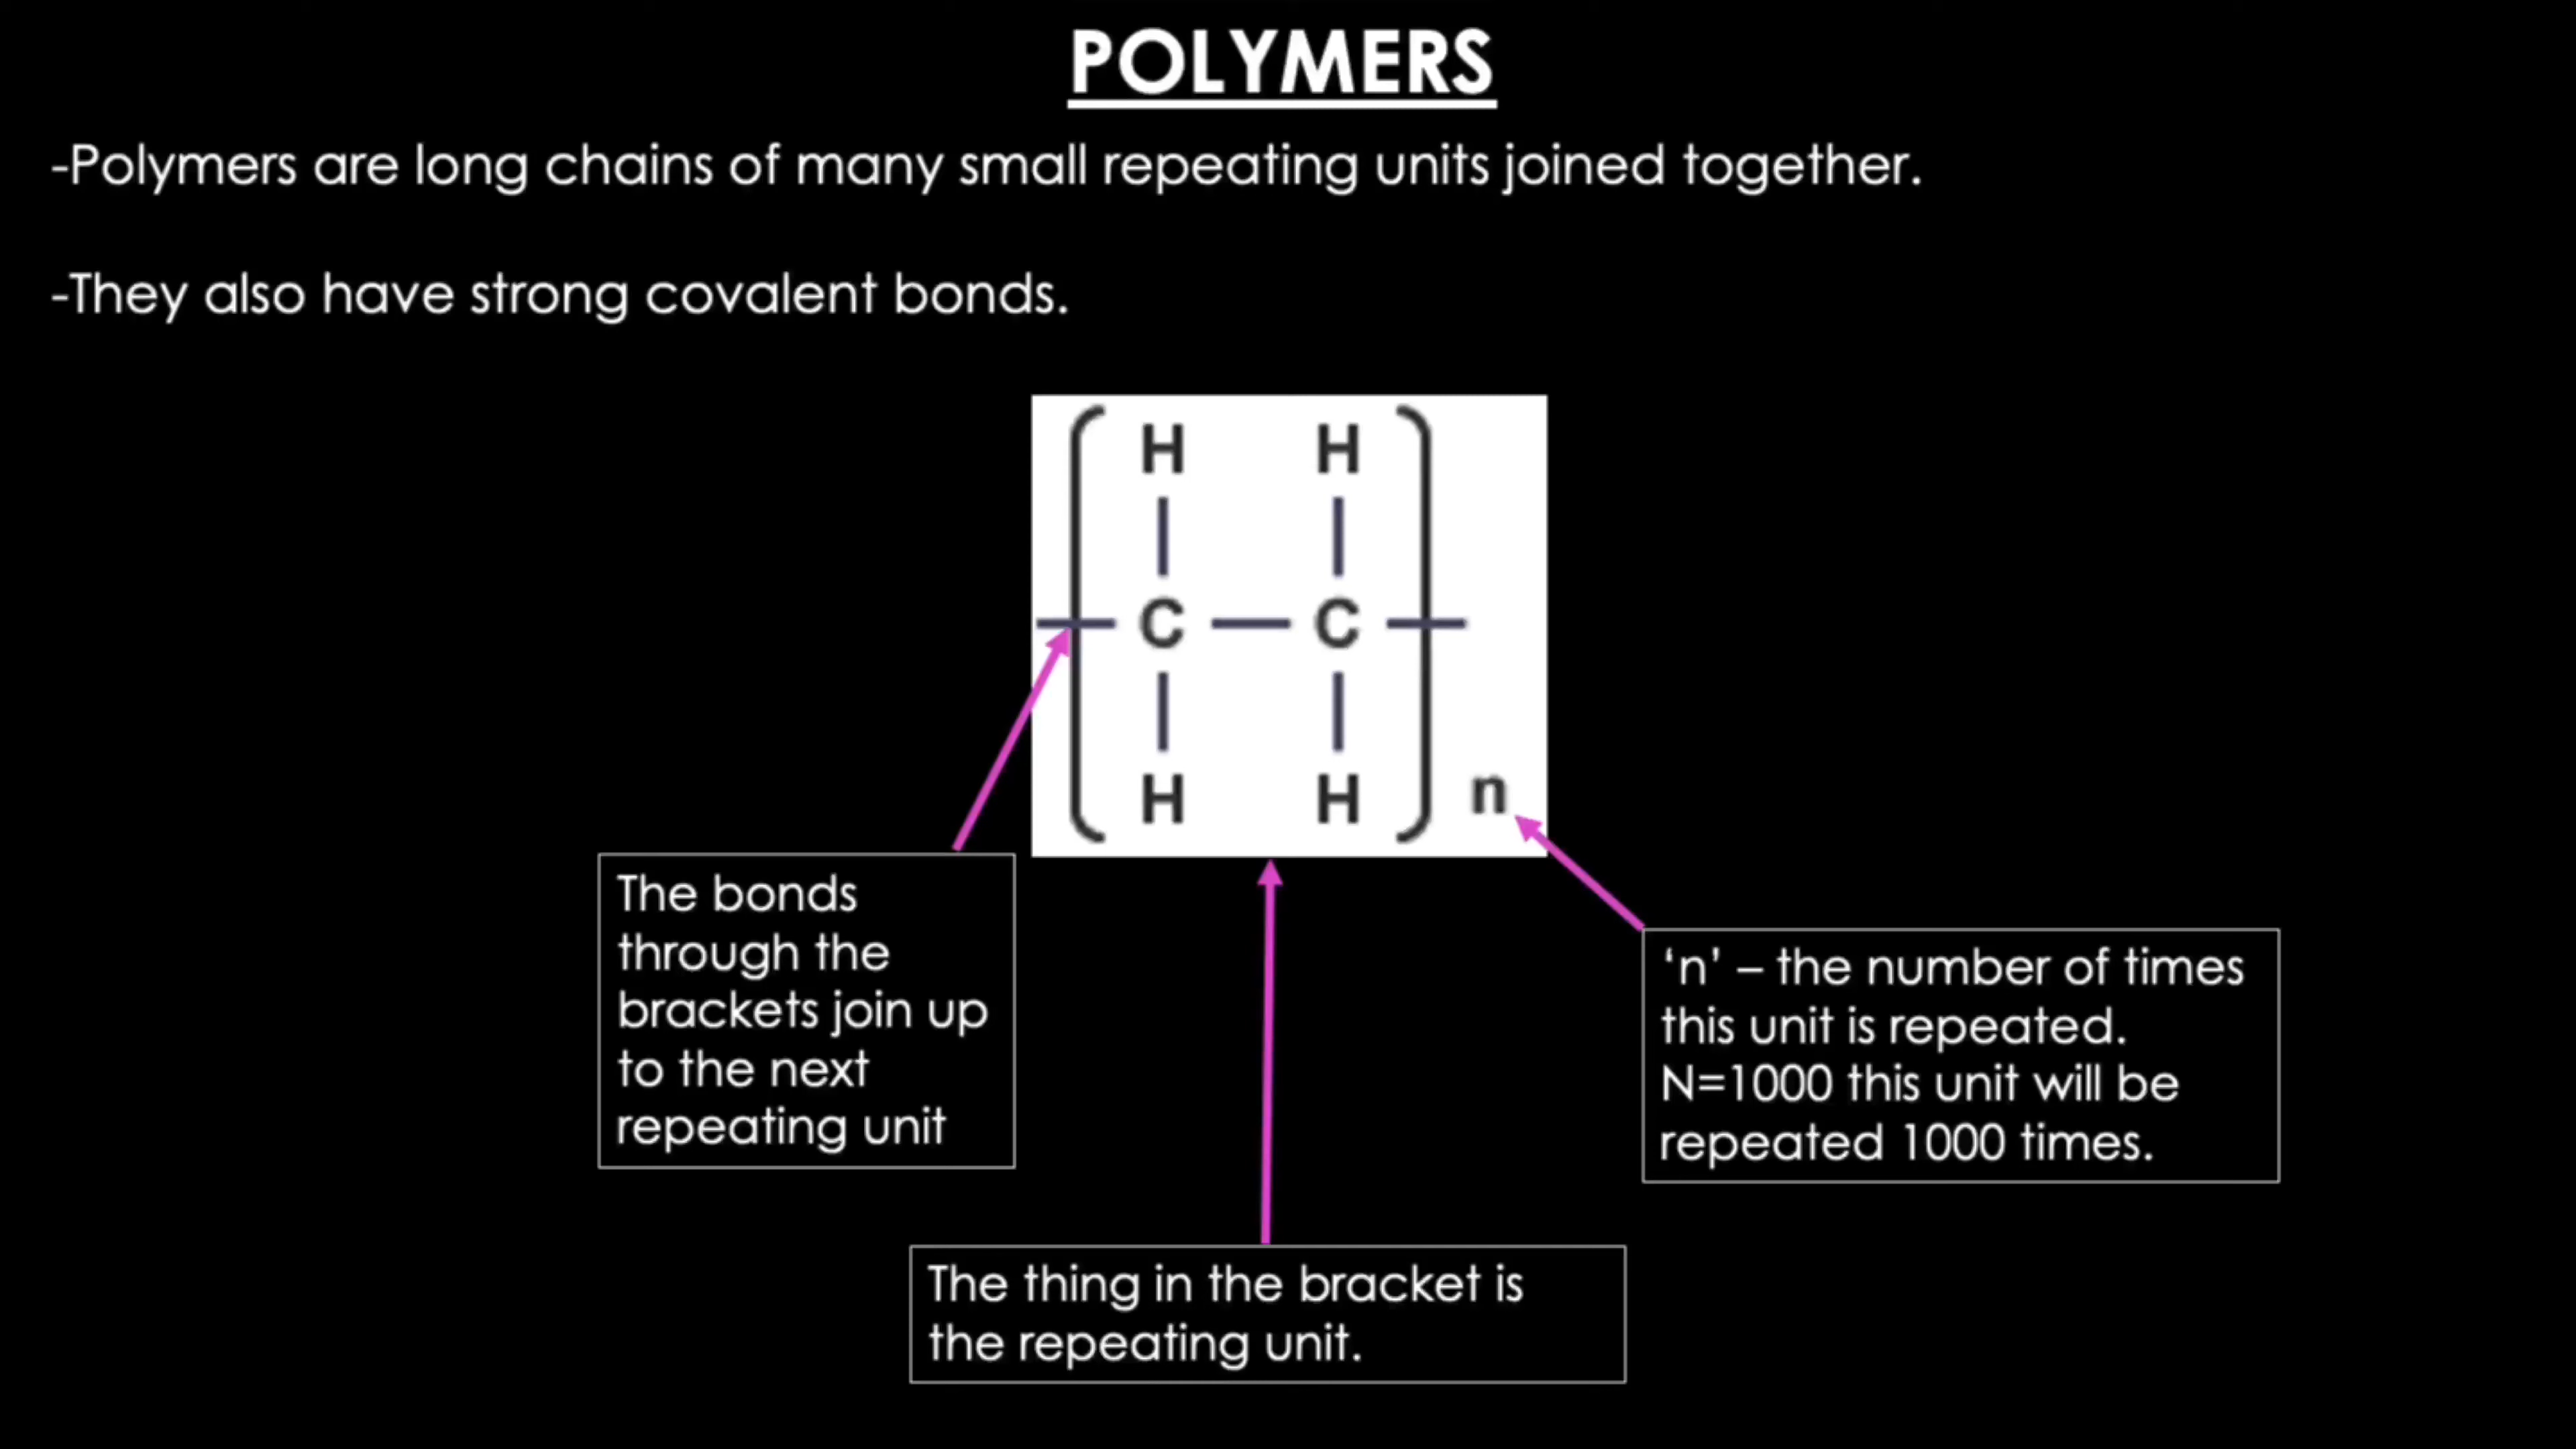 POLYMERS
-Polymers are long chains of many small repeating units joined together.
-They also have strong covalent bonds.
H H
C C
H H
n
The bonds
through the
brackets join up
to the next
repeating unit
‘n’ – the number of times
this unit is repeated.
N=1000 this unit will be
repeated 1000 times.
The thing in the bracket is
the repeating unit.